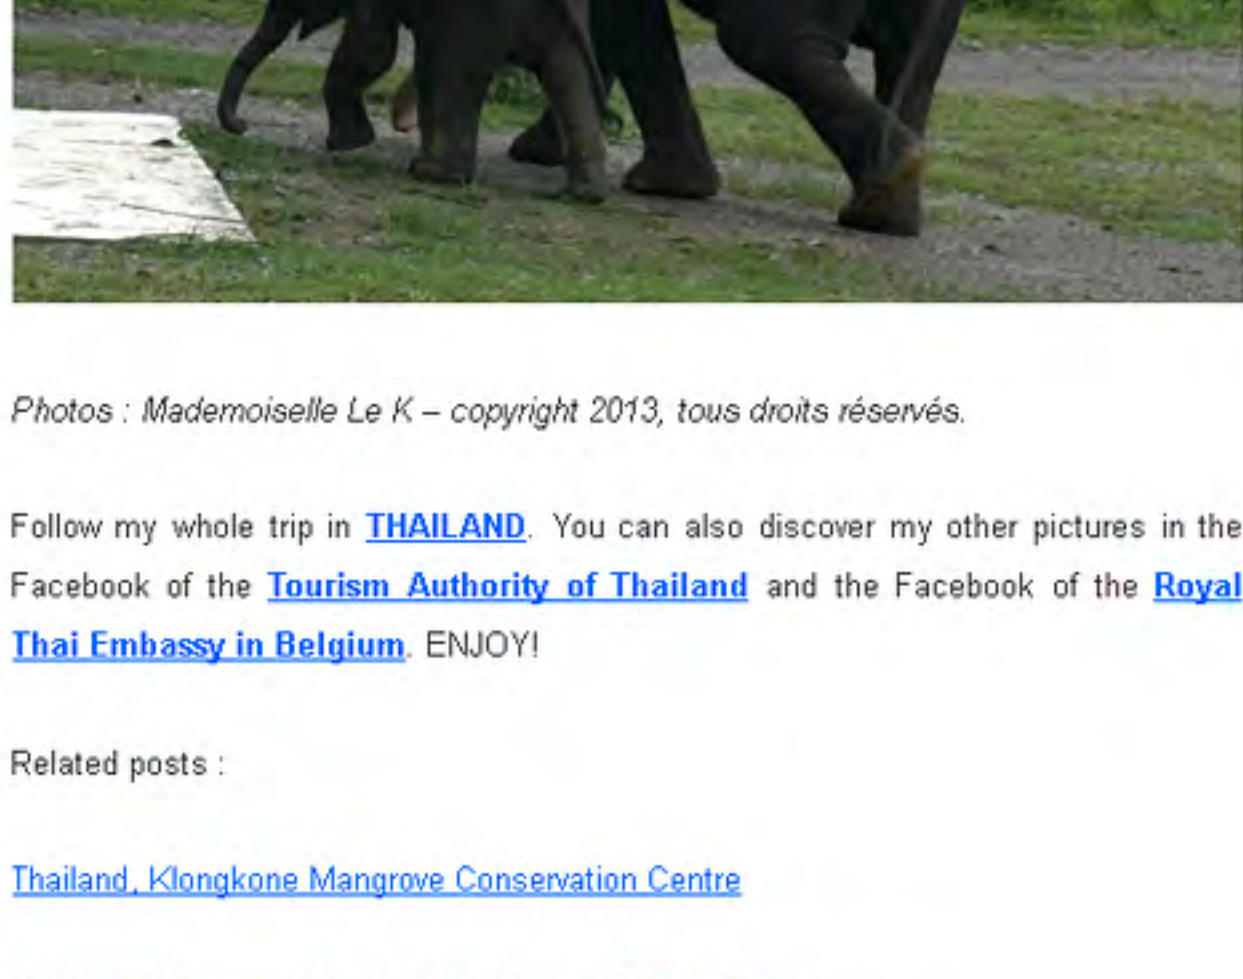 Photos : Mademoiselle Le K – copyright 2013, tous droits réservés.
Follow my whole trip in THAILAND. You can also discover my other pictures in the
Facebook of the Tourism Authority of Thailand and the Facebook of the Royal
Thai Embassy in Belgium. ENJOY!
Related posts :
Thailand, Klongkone Mangrove Conservation Centre